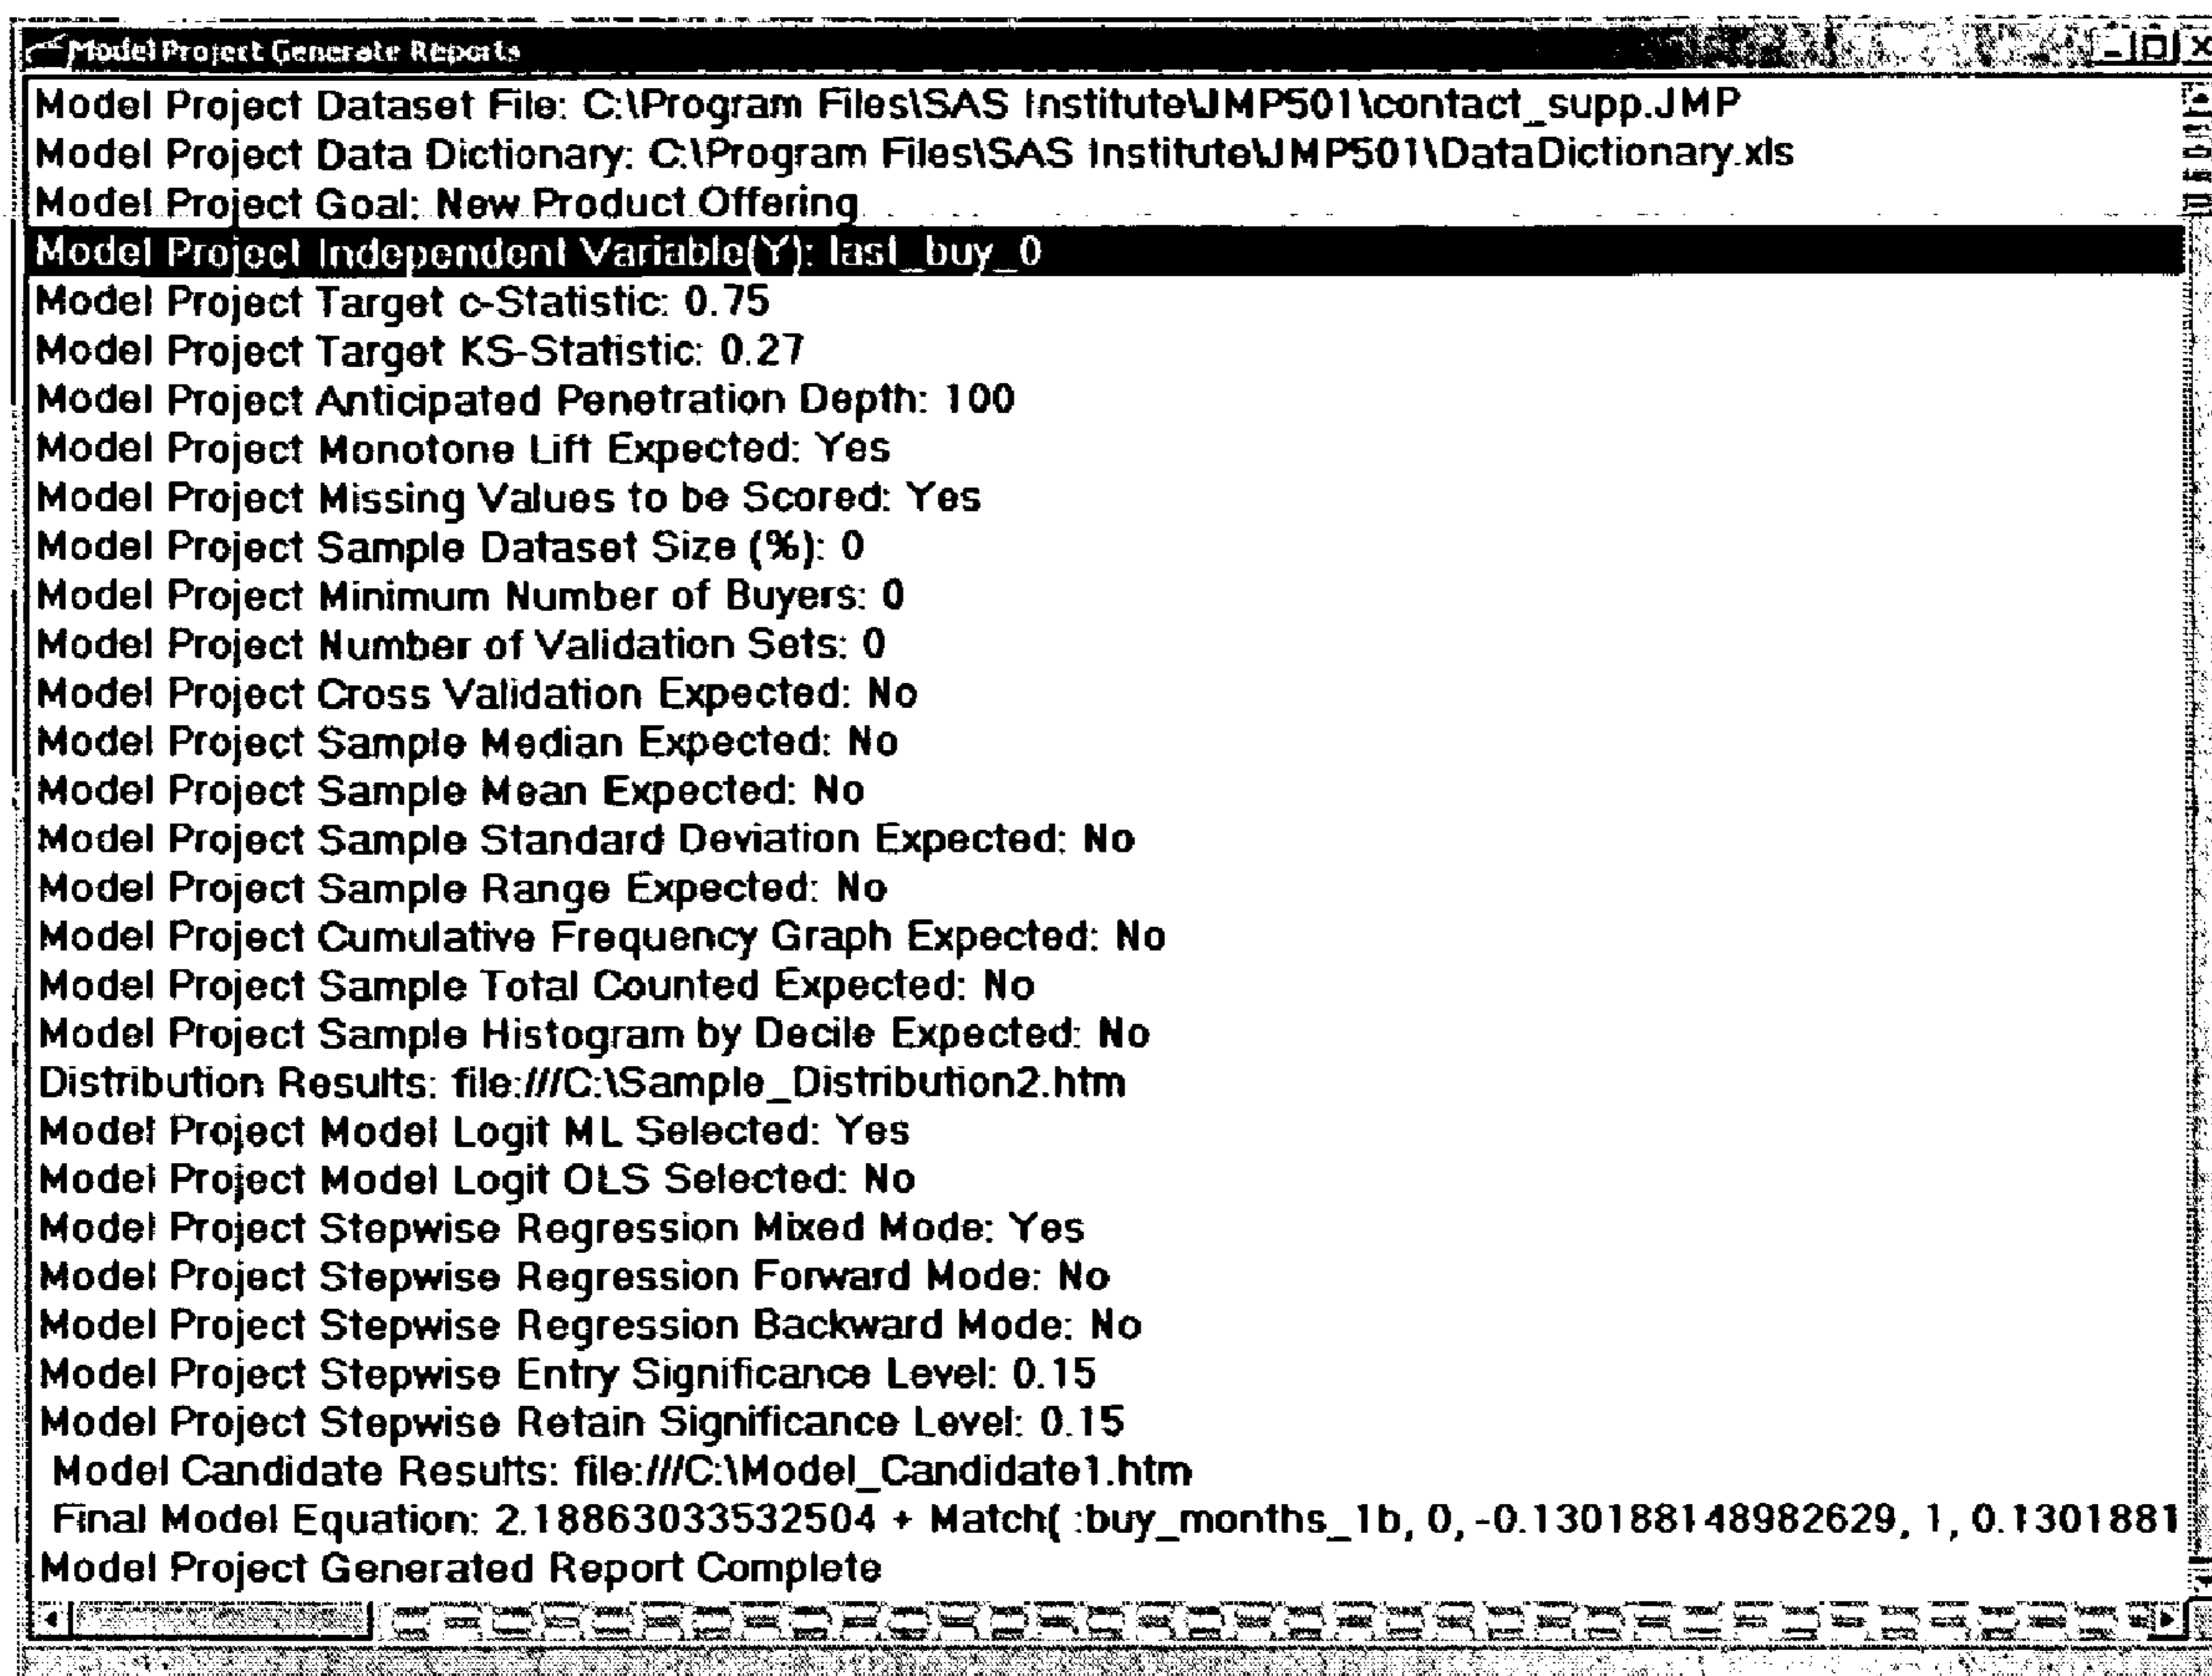 Model Project Generate Reports
Model Project Dataset File: C:\Program Files\SAS Institute\JMP501\contact_supp.JMP
Model Project Data Dictionary: C:\Program Files\SAS Institute\JMP501\DataDictionary.xls
Model Project Goal: New Product Offering
Model Project Independent Variable(Y): last_buy_0
Model Project Target c-Statistic: 0.75
Model Project Target KS-Statistic: 0.27
Model Project Anticipated Penetration Depth: 100
Model Project Monotone Lift Expected: Yes
Model Project Missing Values to be Scored: Yes
Model Project Sample Dataset Size (%): 0
Model Project Minimum Number of Buyers: 0
Model Project Number of Validation Sets: 0
Model Project Cross Validation Expected: No
Model Project Sample Median Expected: No
Model Project Sample Mean Expected: No
Model Project Sample Standard Deviation Expected: No
Model Project Sample Range Expected: No
Model Project Cumulative Frequency Graph Expected: No
Model Project Sample Total Counted Expected: No
Model Project Sample Histogram by Decile Expected: No
Distribution Results: file:///C:\Sample_Distribution2.htm
Model Project Model Logit ML Selected: Yes
Model Project Model Logit OLS Selected: No
Model Project Stepwise Regression Mixed Mode: Yes
Model Project Stepwise Regression Forward Mode: No
Model Project Stepwise Regression Backward Mode: No
Model Project Stepwise Entry Significance Level: 0.15
Model Project Stepwise Retain Significance Level: 0.15
Model Candidate Results: file:///C:\Model_Candidate1.htm
Final Model Equation: 2.18863033532504 + Match( :buy_months_1b, 0, -0.130188148982629, 1, 0.1301881
Model Project Generated Report Complete